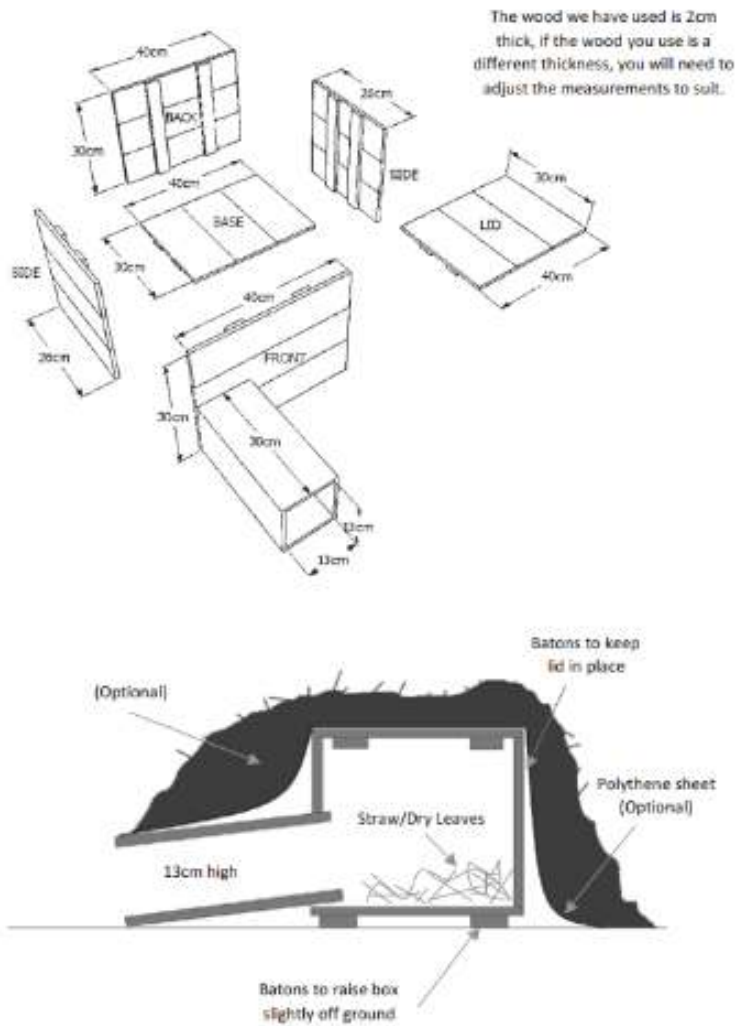 The wood we have used is 2cm
thick, if the wood you use is a
different thickness, you will need to
adjust the measurements to suit.
40cm
30cm
BACK
26cm
SIDE
40cm
BASE
30cm
30cm
LID
40cm
SIDE
26cm
40cm
FRONT
30cm
30cm
13cm
13cm
Batons to keep
lid in place
(Optional)
Polythene sheet
(Optional)
Straw/Dry Leaves
13cm high
Batons to raise box
slightly off ground